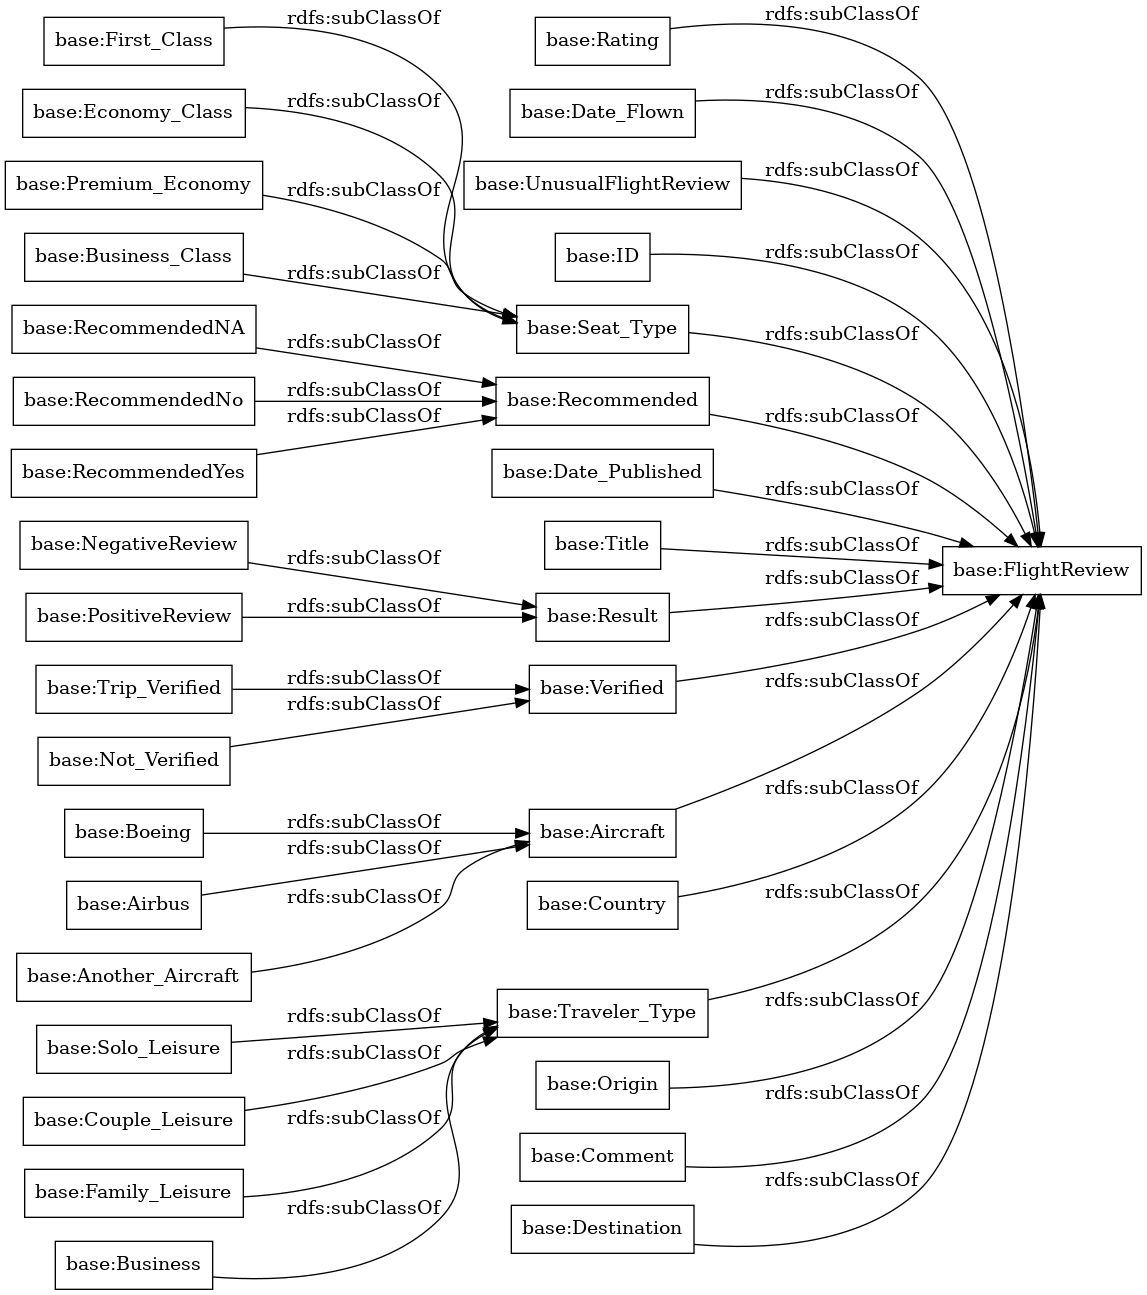 base:First_Class
rdfs:subClassOf
base:Economy_Class
rdfs:subClassOf
base:Premium_Economy
rdfs:subClassOf
base:Business_Class
rdfs:subClassOf
base:RecommendedNA
rdfs:subClassOf
base:RecommendedNo
rdfs:subClassOf
base:RecommendedYes
rdfs:subClassOf
base:NegativeReview
rdfs:subClassOf
base:PositiveReview
rdfs:subClassOf
base:Trip_Verified
rdfs:subClassOf
base:Not_Verified
rdfs:subClassOf
base:Boeing
rdfs:subClassOf
base:Airbus
rdfs:subClassOf
base:Another_Aircraft
rdfs:subClassOf
base:Solo_Leisure
rdfs:subClassOf
base:Couple_Leisure
rdfs:subClassOf
base:Family_Leisure
rdfs:subClassOf
base:Business
rdfs:subClassOf
base:Rating
rdfs:subClassOf
base:Date_Flown
rdfs:subClassOf
base:UnusualFlightReview
rdfs:subClassOf
base:ID
rdfs:subClassOf
base:Seat_Type
rdfs:subClassOf
base:Recommended
rdfs:subClassOf
base:Date_Published
rdfs:subClassOf
base:Title
rdfs:subClassOf
base:Result
rdfs:subClassOf
base:Verified
rdfs:subClassOf
base:Aircraft
rdfs:subClassOf
base:Country
rdfs:subClassOf
base:Traveler_Type
rdfs:subClassOf
base:Origin
rdfs:subClassOf
base:Comment
rdfs:subClassOf
base:Destination
rdfs:subClassOf
base:FlightReview